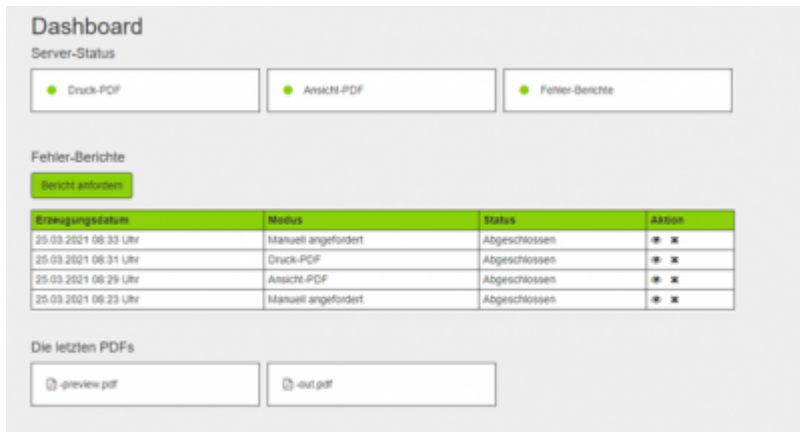 Dashboard
Server-Status
Druck-PDF Ansicht-PDF Fehler-Berichte
Fehler-Berichte
Bericht anfordern
Erzeugungsdatum Modus Status Aktion
25.03.2021 08:33 Uhr Manuell angefordert Abgeschlossen
25.03.2021 08:31 Uhr Druck-PDF Abgeschlossen
25.03.2021 08:29 Uhr Ansicht-PDF Abgeschlossen
25.03.2021 08:23 Uhr Manuell angefordert Abgeschlossen
Die letzten PDFs
-preview.pdf -out.pdf